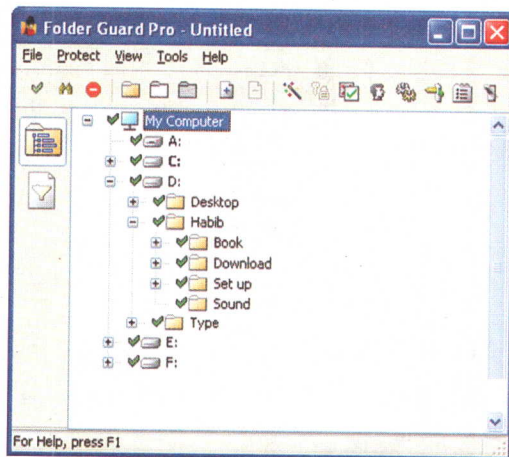 Folder Guard Pro - Untitled
File Protect View Tools Help
My Computer
A:
C:
D:
Desktop
Habib
Book
Download
Set up
Sound
Type
E:
F:
For Help, press F1